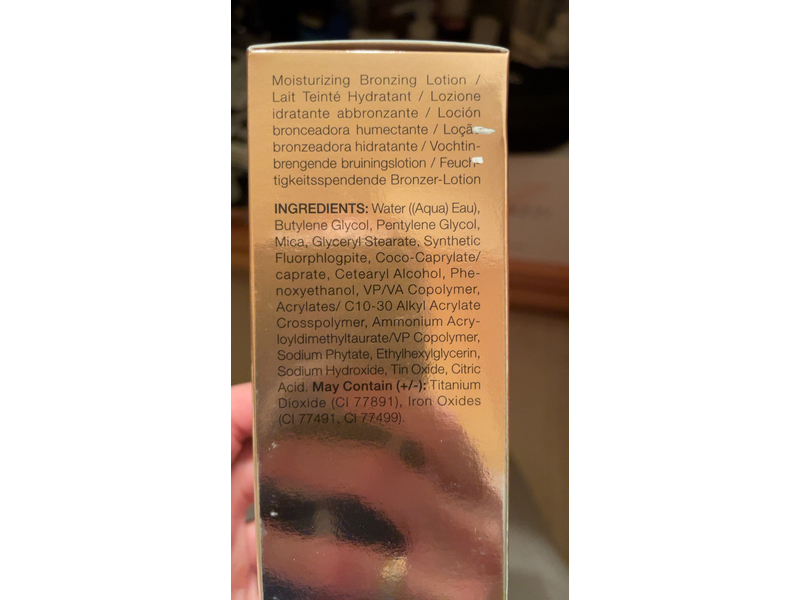 Moisturizing Bronzing Lotion /
Lait Teinté Hydratant / Lozione
idratante abbronzante / Loción
bronceadora humectante / Loção
bronzeadora hidratante / Vochtin-
brengende bruiningslotion / Feuch-
tigkeitsspendende Bronzer-Lotion
INGREDIENTS: Water ((Aqua) Eau),
Butylene Glycol, Pentylene Glycol,
Mica, Glyceryl Stearate, Synthetic
Fluorphlogpite, Coco-Caprylate/
caprate, Cetearyl Alcohol, Phe-
noxyethanol, VP/VA Copolymer,
Acrylates/ C10-30 Alkyl Acrylate
Crosspolymer, Ammonium Acry-
loyldimethyltaurate/VP Copolymer,
Sodium Phytate, Ethylhexylglycerin,
Sodium Hydroxide, Tin Oxide, Citric
Acid. May Contain (+/-): Titanium
Dioxide (CI 77891), Iron Oxides
(CI 77491, CI 77499).